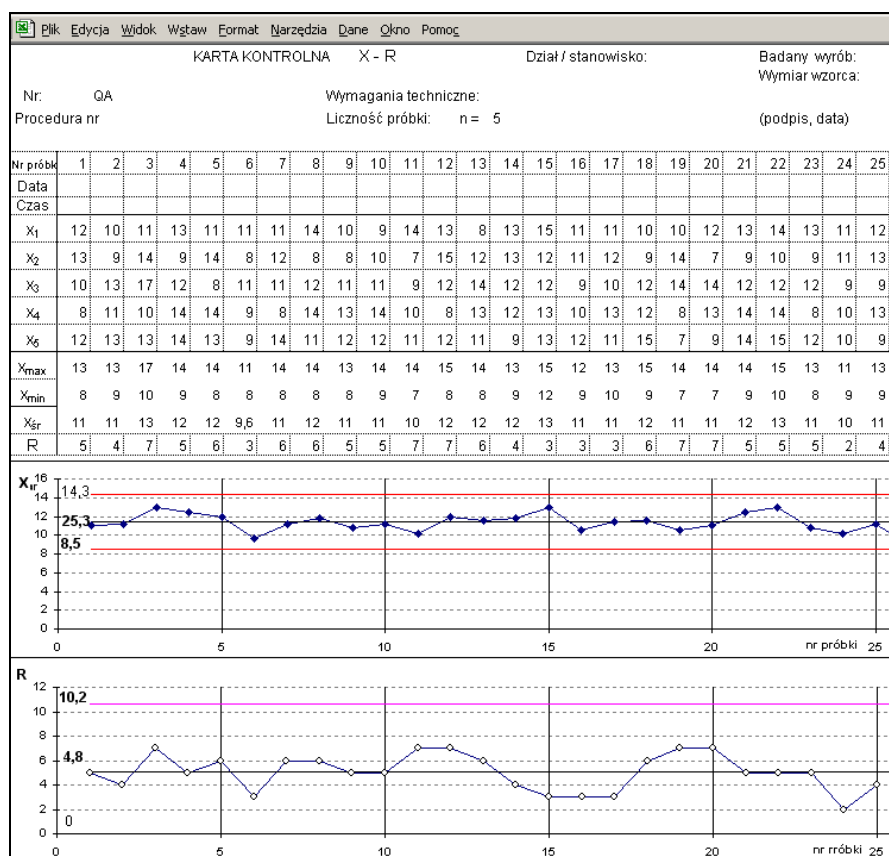 Plik Edycja Widok Wstaw Format Narzędzia Dane Okno Pomoc
KARTA KONTROLNA X - R Dział / stanowisko: Badany wyrób:
Wymiar wzorca:
Nr: QA Wymagania techniczne:
Procedura nr Liczność próbki: n = 5 (podpis, data)
Nr próbk 1 2 3 4 5 6 7 8 9 10 11 12 13 14 15 16 17 18 19 20 21 22 23 24 25
Data
Czas
X1 12 10 11 13 11 11 11 14 10 9 14 13 8 13 15 11 11 10 10 12 13 14 13 11 12
X2 13 9 14 9 14 8 12 8 8 10 7 15 12 13 12 11 12 9 14 7 9 10 9 11 13
X3 10 13 17 12 8 11 11 12 11 11 9 12 14 12 12 9 10 12 14 14 12 12 12 9 9
X4 8 11 10 14 14 9 8 14 13 14 10 8 13 12 13 10 13 12 8 13 14 14 8 10 13
X5 12 13 13 14 13 9 14 11 12 12 11 12 11 9 13 12 11 15 7 9 14 15 12 10 9
Xmax 13 13 17 14 14 11 14 14 13 14 14 15 14 13 15 12 13 15 14 14 14 15 13 11 13
Xmin 8 9 10 9 8 8 8 8 8 9 7 8 8 9 12 9 10 9 7 7 9 10 8 9 9
Xśr 11 11 13 12 12 9,6 11 12 11 11 10 12 12 12 13 11 11 12 11 11 12 13 11 10 11
R 5 4 7 5 6 3 6 6 5 5 7 7 6 4 3 3 3 6 7 7 5 5 5 2 4
16
14 14,3
12 25,3
10 8,5
8
6
4
2
0
0 5 10 15 20 nr próbki 25
R
12
10 10,2
8
6 4,8
4
2
0 0
0 5 10 15 20 nr rróbki 25